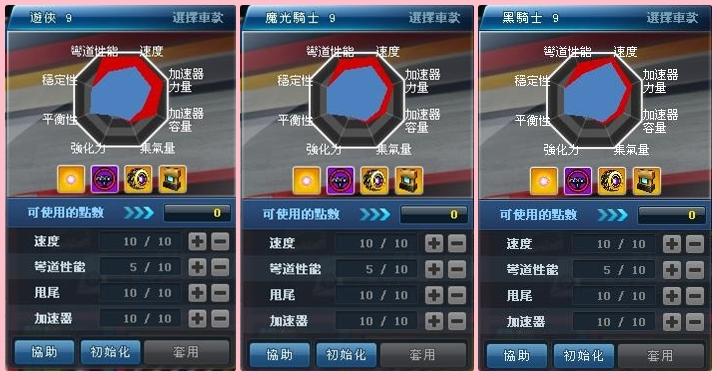 遊俠 9 選擇車款
彎道性能 速度
穩定性 加速器力量
平衡性 加速器容量
強化力 集氣量
可使用的點數 0
速度 10 / 10
彎道性能 5 / 10
甩尾 10 / 10
加速器 10 / 10
協助 初始化 套用
魔光騎士 9 選擇車款
彎道性能 速度
穩定性 加速器力量
平衡性 加速器容量
強化力 集氣量
可使用的點數 0
速度 10 / 10
彎道性能 5 / 10
甩尾 10 / 10
加速器 10 / 10
協助 初始化 套用
黑騎士 9 選擇車款
彎道性能 速度
穩定性 加速器力量
平衡性 加速器容量
強化力 集氣量
可使用的點數 0
速度 10 / 10
彎道性能 5 / 10
甩尾 10 / 10
加速器 10 / 10
協助 初始化 套用